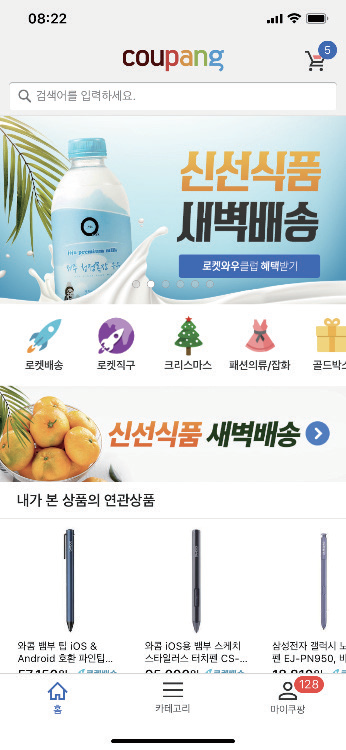 08:22
coupang
5
검색어를 입력하세요.
신선식품
새벽배송
로켓와우클럽 혜택받기
로켓배송
로켓직구
크리스마스
패션의류/잡화
골드박스
신선식품 새벽배송
내가 본 상품의 연관상품
와콤 뱀부 팁 iOS &
Android 호환 파인팁...
와콤 iOS용 뱀부 스케치
스타일러스 터치펜 CS-...
삼성전자 갤럭시 노
펜 EJ-PN950, 바
128
홈
카테고리
마이쿠팡